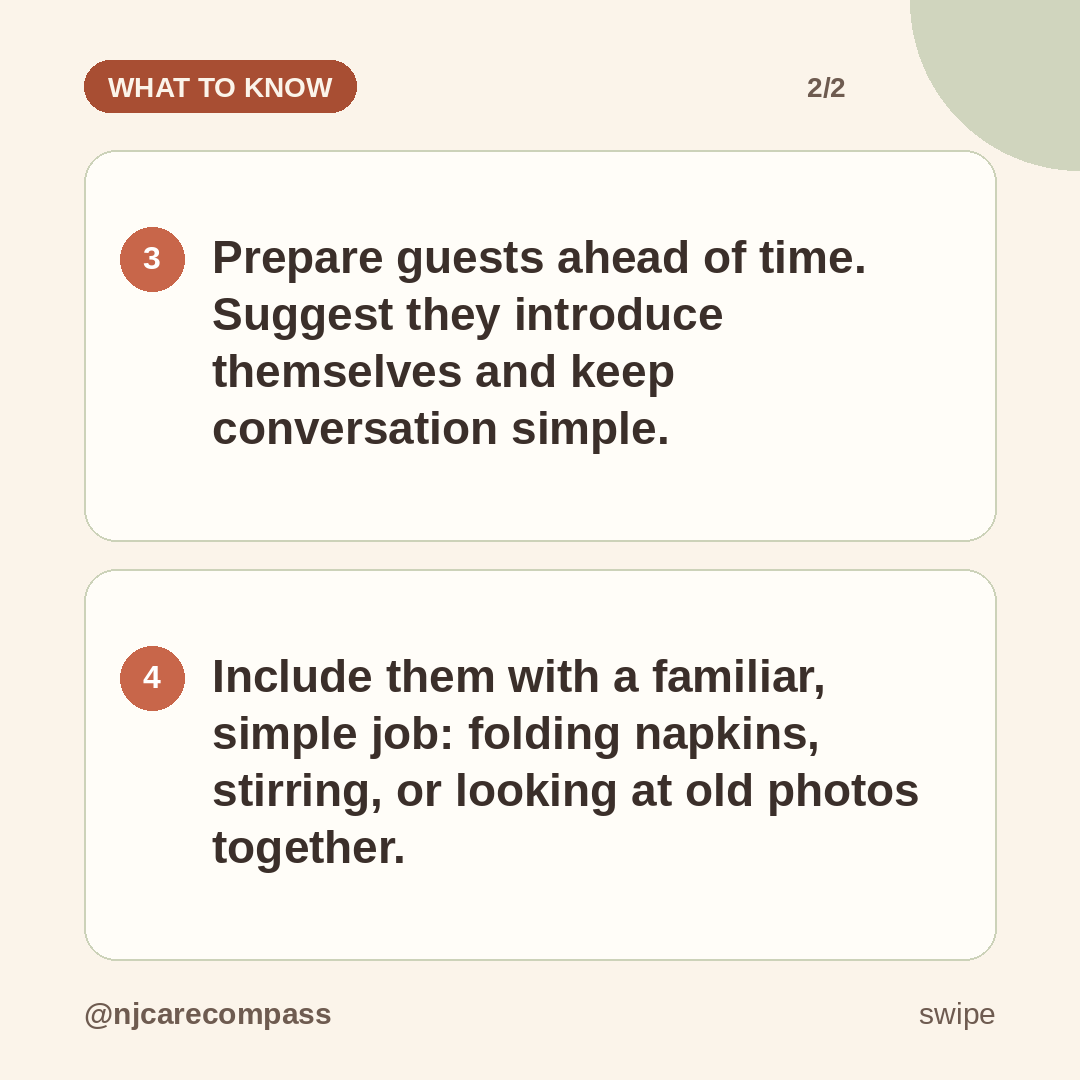 WHAT TO KNOW
2/2
3
Prepare guests ahead of time.
Suggest they introduce
themselves and keep
conversation simple.
4
Include them with a familiar,
simple job: folding napkins,
stirring, or looking at old photos
together.
@njcarecompass
swipe